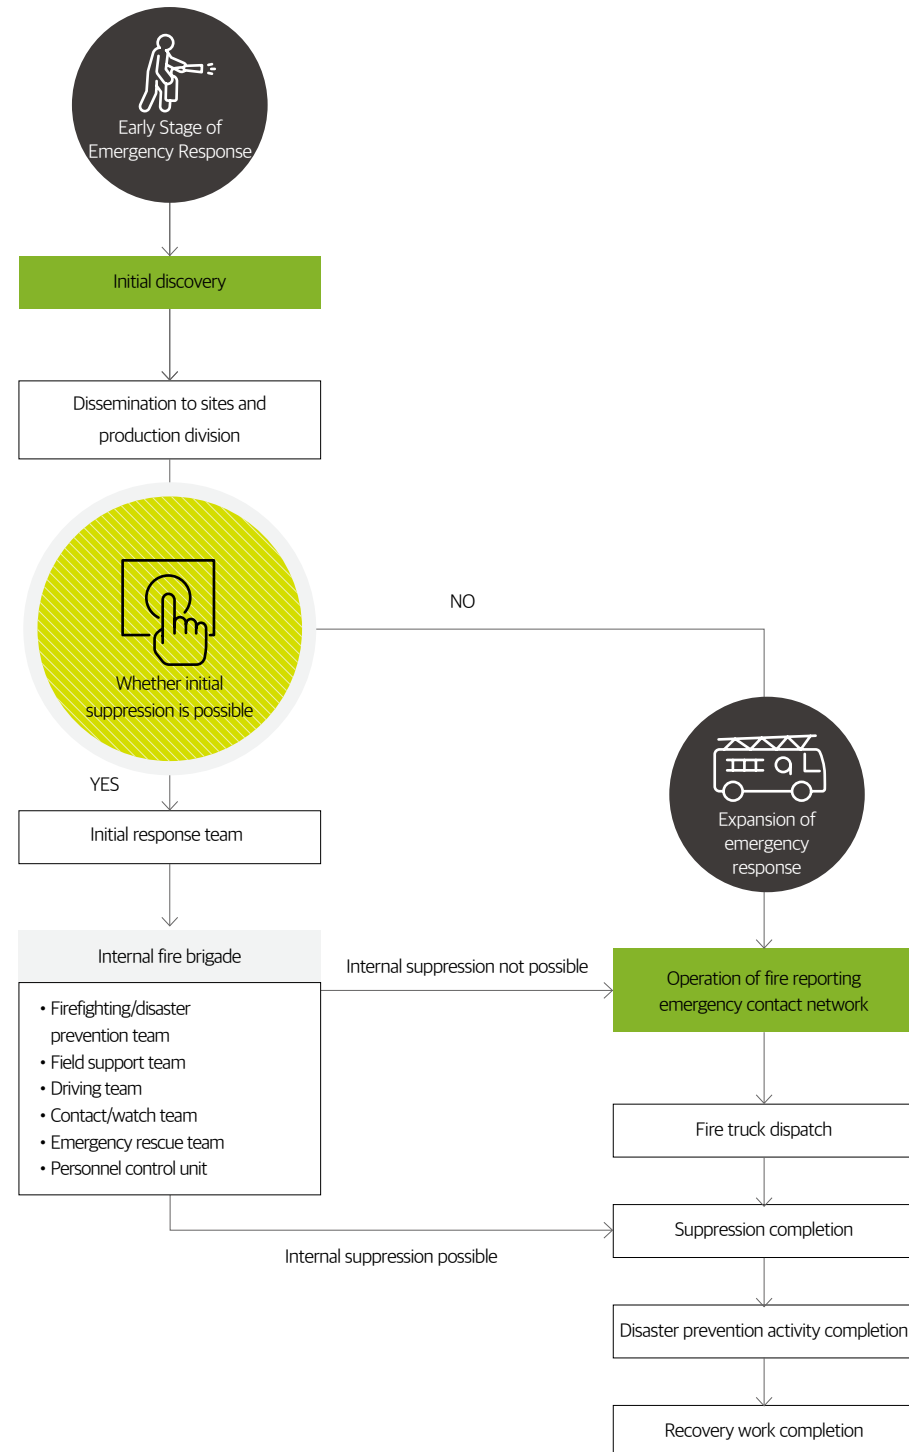 Early Stage of
Emergency Response
Initial discovery
Dissemination to sites and
production division
NO
Whether initial
suppression is possible
YES
Initial response team
Expansion of
emergency
response
Internal fire brigade
• Firefighting/disaster
prevention team
• Field support team
• Driving team
• Contact/watch team
• Emergency rescue team
• Personnel control unit
Internal suppression not possible
Operation of fire reporting
emergency contact network
Fire truck dispatch
Internal suppression possible
Suppression completion
Disaster prevention activity completion
Recovery work completion